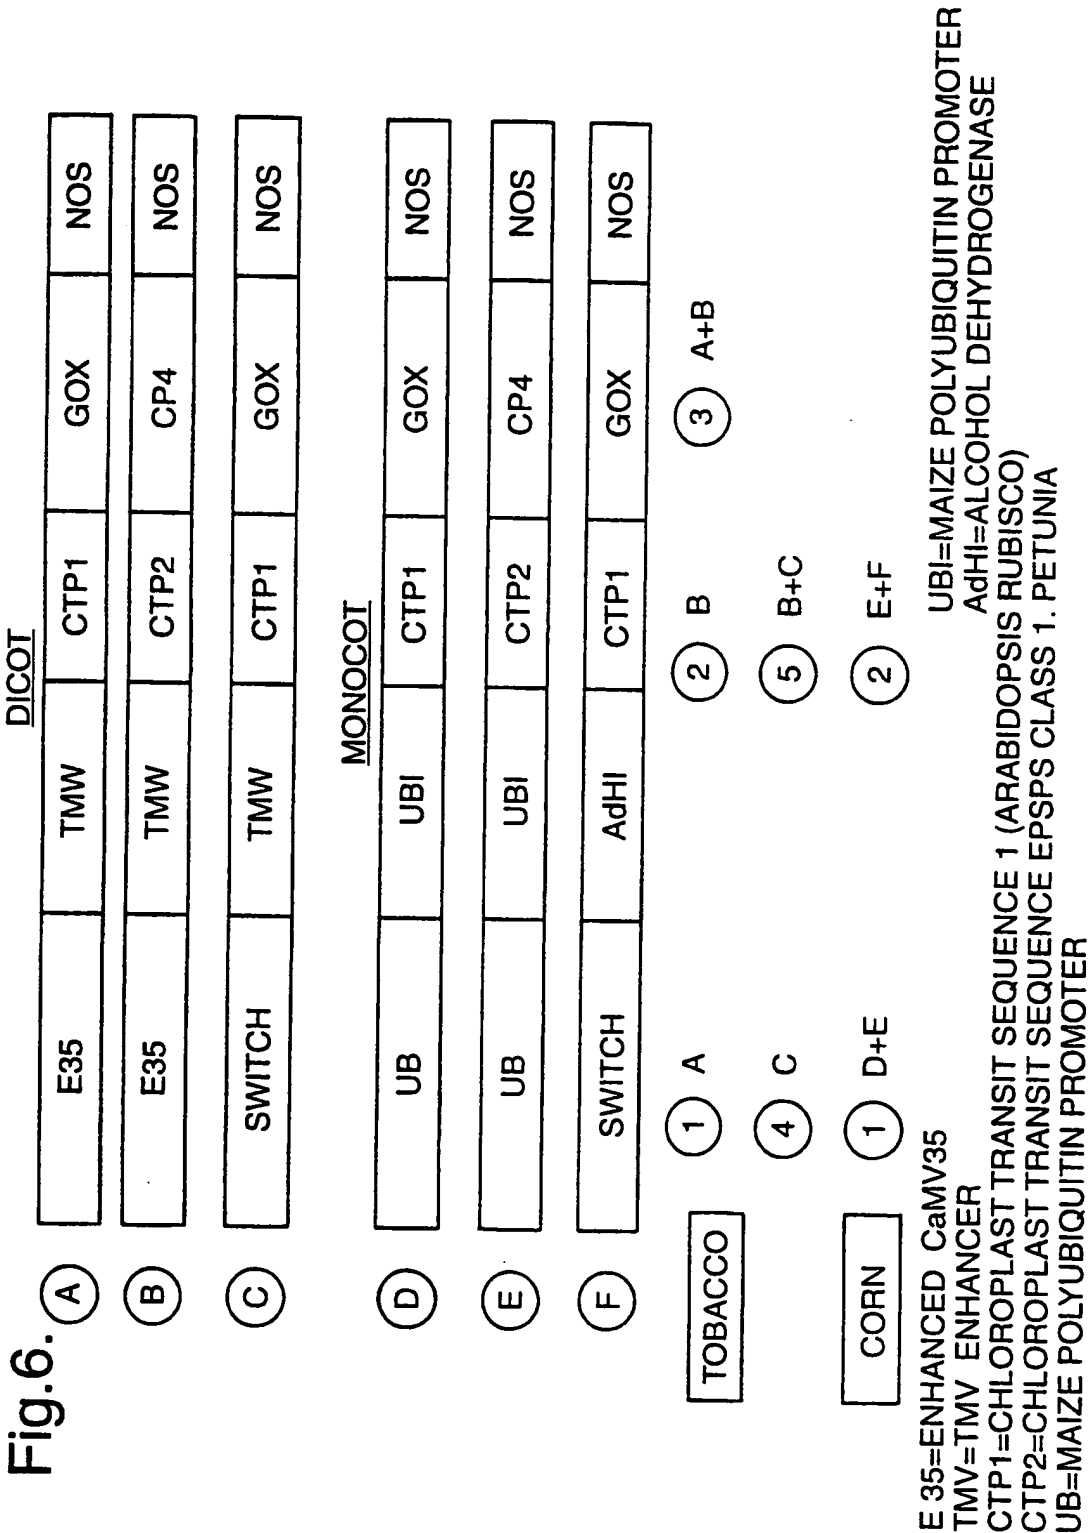 Fig.6.
DICOT
A E35 TMW CTP1 GOX NOS
B E35 TMW CTP2 CP4 NOS
C SWITCH TMW CTP1 GOX NOS
MONOCOT
D UB UBI CTP1 GOX NOS
E UB UBI CTP2 CP4 NOS
F SWITCH AdHI CTP1 GOX NOS
TOBACCO 1 A 2 B 3 A+B
4 C 5 B+C
CORN 1 D+E 2 E+F
E 35=ENHANCED CaMV35
TMV=TMV ENHANCER
CTP1=CHLOROPLAST TRANSIT SEQUENCE 1 (ARABIDOPSIS RUBISCO)
CTP2=CHLOROPLAST TRANSIT SEQUENCE EPSPS CLASS 1. PETUNIA
UB=MAIZE POLYUBIQUITIN PROMOTER
UBI=MAIZE POLYUBIQUITIN PROMOTER
AdHI=ALCOHOL DEHYDROGENASE